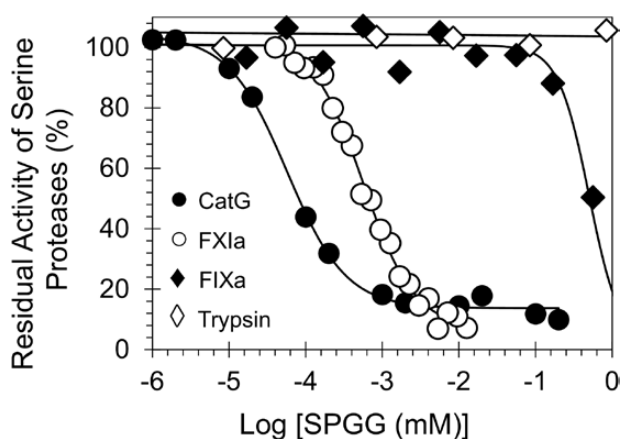 Residual Activity of Serine
Proteases (%)
100
80
60
40
20
0
CatG
FXIa
FIXa
Trypsin
-6 -5 -4 -3 -2 -1 0
Log [SPGG (mM)]